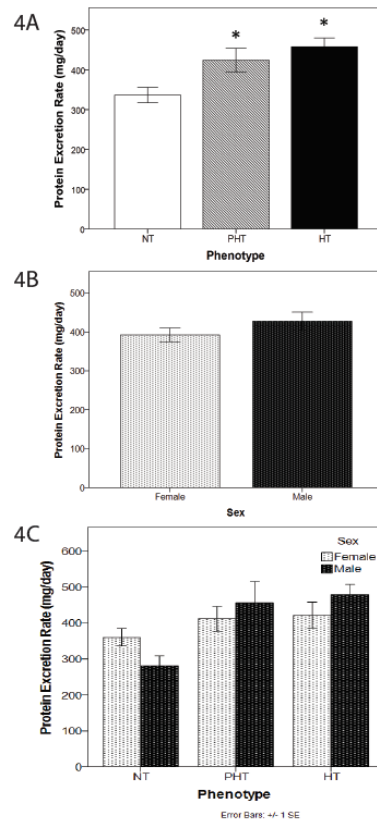 4A
Protein Excretion Rate (mg/day)
500
400
300
200
100
0
*
*
NT PHT HT
Phenotype
4B
Protein Excretion Rate (mg/day)
500
400
300
200
100
0
Female Male
Sex
4C
Protein Excretion Rate (mg/day)
600
500
400
300
200
100
0
Sex
Female
Male
NT PHT HT
Phenotype
Error Bars: +/- 1 SE